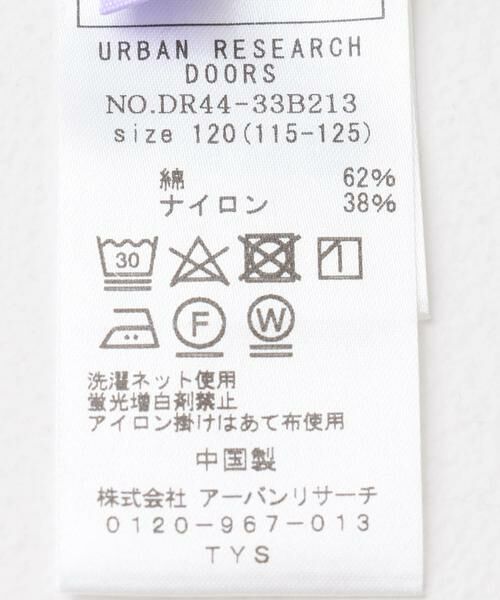 URBAN RESEARCH
DOORS
NO.DR44-33B213
size 120(115-125)
綿 62%
ナイロン 38%
30
F W
洗濯ネット使用
蛍光増白剤禁止
アイロン掛けはあて布使用
中国製
株式会社 アーバンリサーチ
0120-967-013
TYS